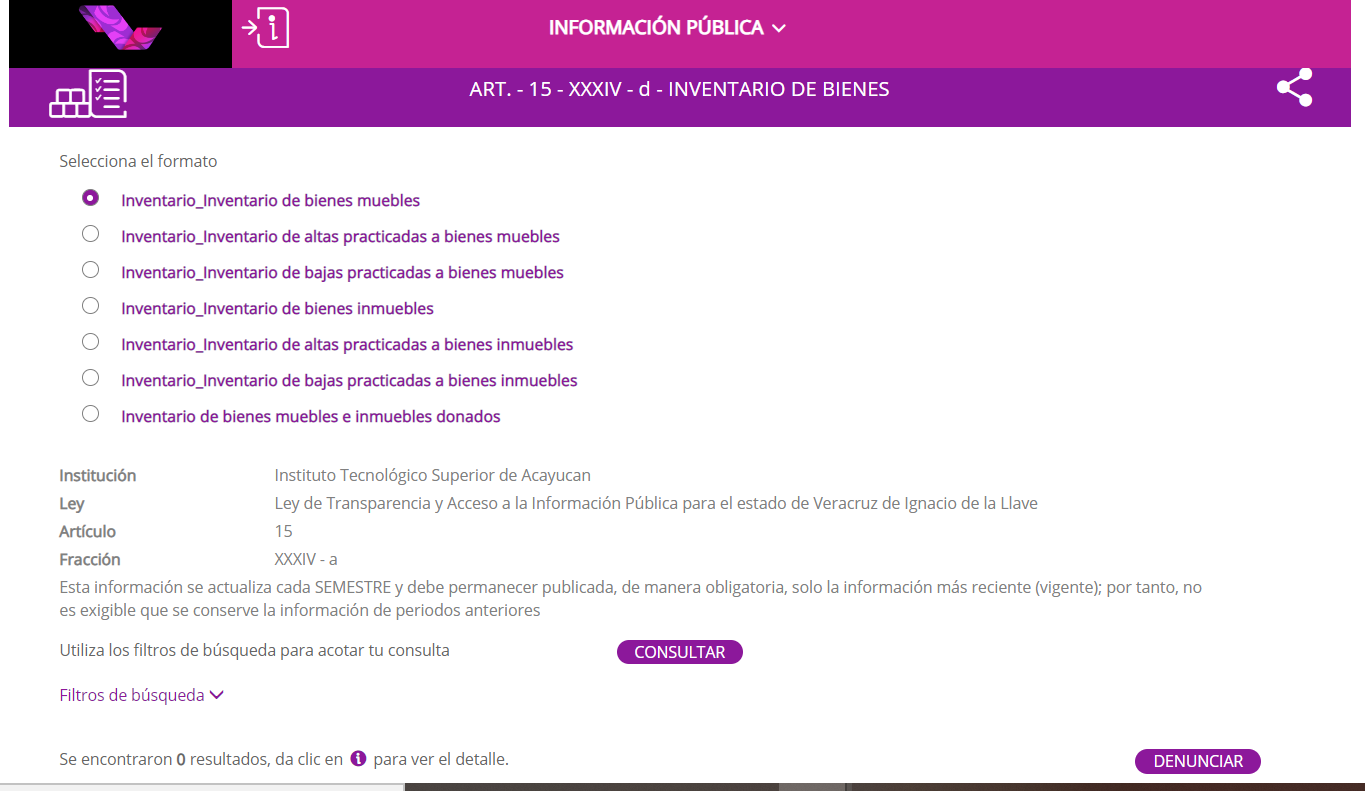 INFORMACIÓN PÚBLICA
ART. - 15 - XXXIV - d - INVENTARIO DE BIENES
Selecciona el formato
Inventario_Inventario de bienes muebles
Inventario_Inventario de altas practicadas a bienes muebles
Inventario_Inventario de bajas practicadas a bienes muebles
Inventario_Inventario de bienes inmuebles
Inventario_Inventario de altas practicadas a bienes inmuebles
Inventario_Inventario de bajas practicadas a bienes inmuebles
Inventario de bienes muebles e inmuebles donados
Institución Instituto Tecnológico Superior de Acayucan
Ley Ley de Transparencia y Acceso a la Información Pública para el estado de Veracruz de Ignacio de la Llave
Artículo 15
Fracción XXXIV - a
Esta información se actualiza cada SEMESTRE y debe permanecer publicada, de manera obligatoria, solo la información más reciente (vigente); por tanto, no
es exigible que se conserve la información de periodos anteriores
Utiliza los filtros de búsqueda para acotar tu consulta CONSULTAR
Filtros de búsqueda
Se encontraron 0 resultados, da clic en i para ver el detalle. DENUNCIAR